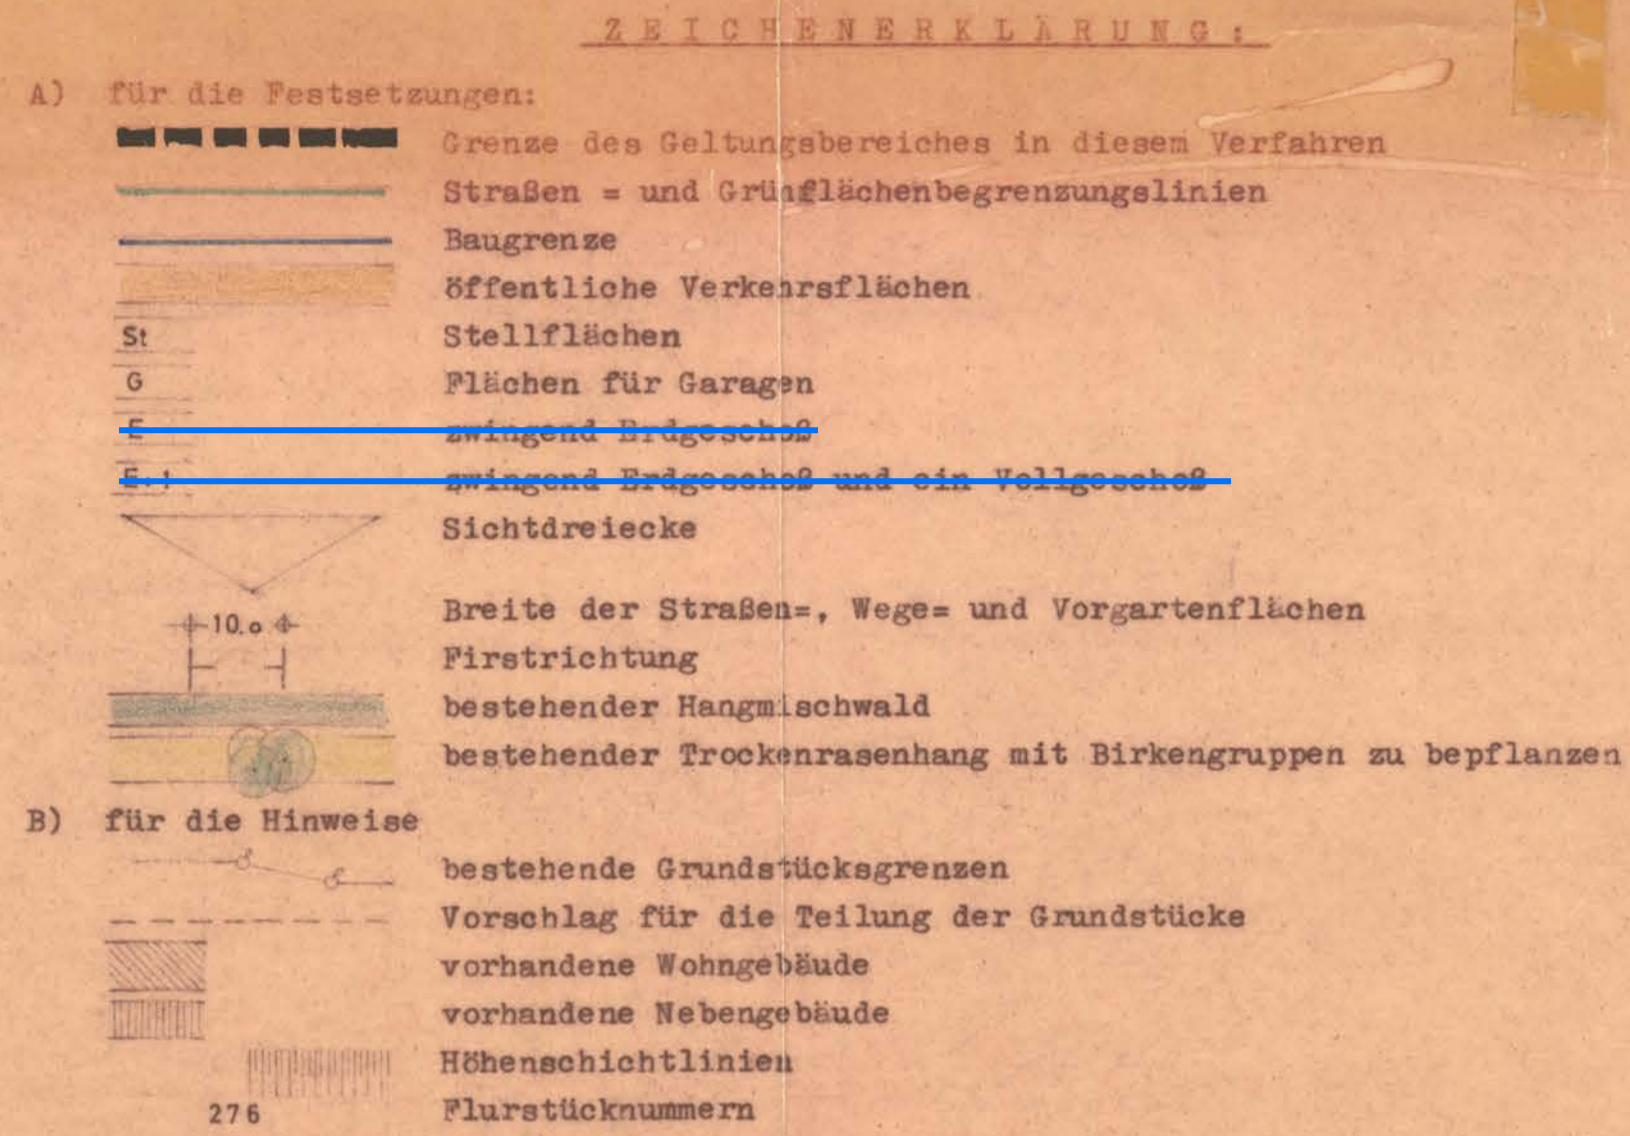 ZEICHENERKLÄRUNG:
A) für die Festsetzungen:
Grenze des Geltungsbereiches in diesem Verfahren
Straßen = und Grünflächenbegrenzungslinien
Baugrenze
öffentliche Verkehrsflächen
St Stellflächen
G Flächen für Garagen
E zwingend Erdgeschoß
E+1 zwingend Erdgeschoß und ein Vollgeschoß
Sichtdreiecke
10.0 Breite der Straßen=, Wege= und Vorgartenflächen
Firstrichtung
bestehender Hangmischwald
bestehender Trockenrasenhang mit Birkengruppen zu bepflanzen
B) für die Hinweise
bestehende Grundstücksgrenzen
Vorschlag für die Teilung der Grundstücke
vorhandene Wohngebäude
vorhandene Nebengebäude
Höhenschichtlinien
276 Flurstücknummern